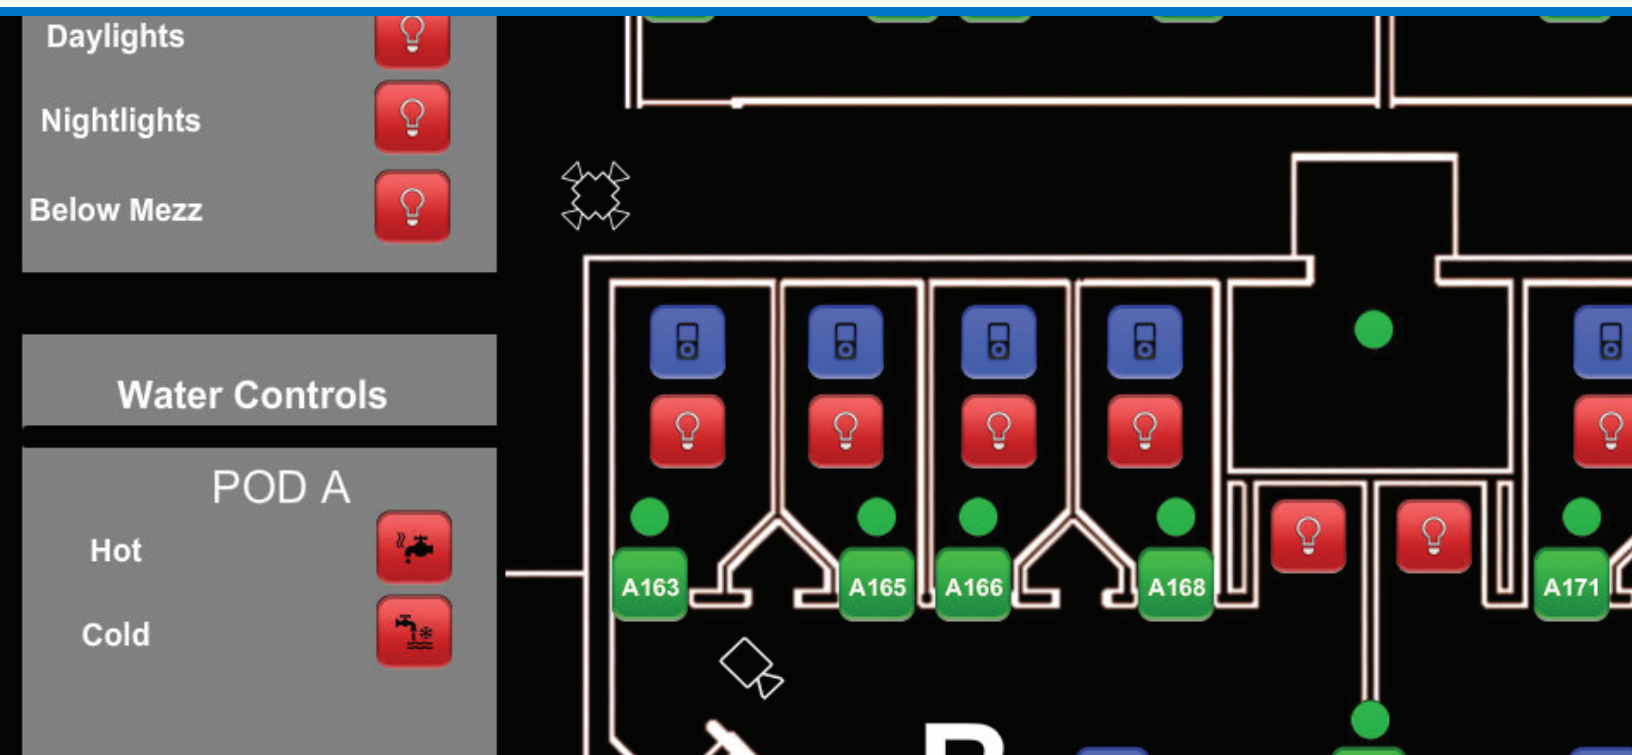 Daylights
Nightlights
Below Mezz
Water Controls
POD A
Hot
Cold
A163
A165
A166
A168
A171